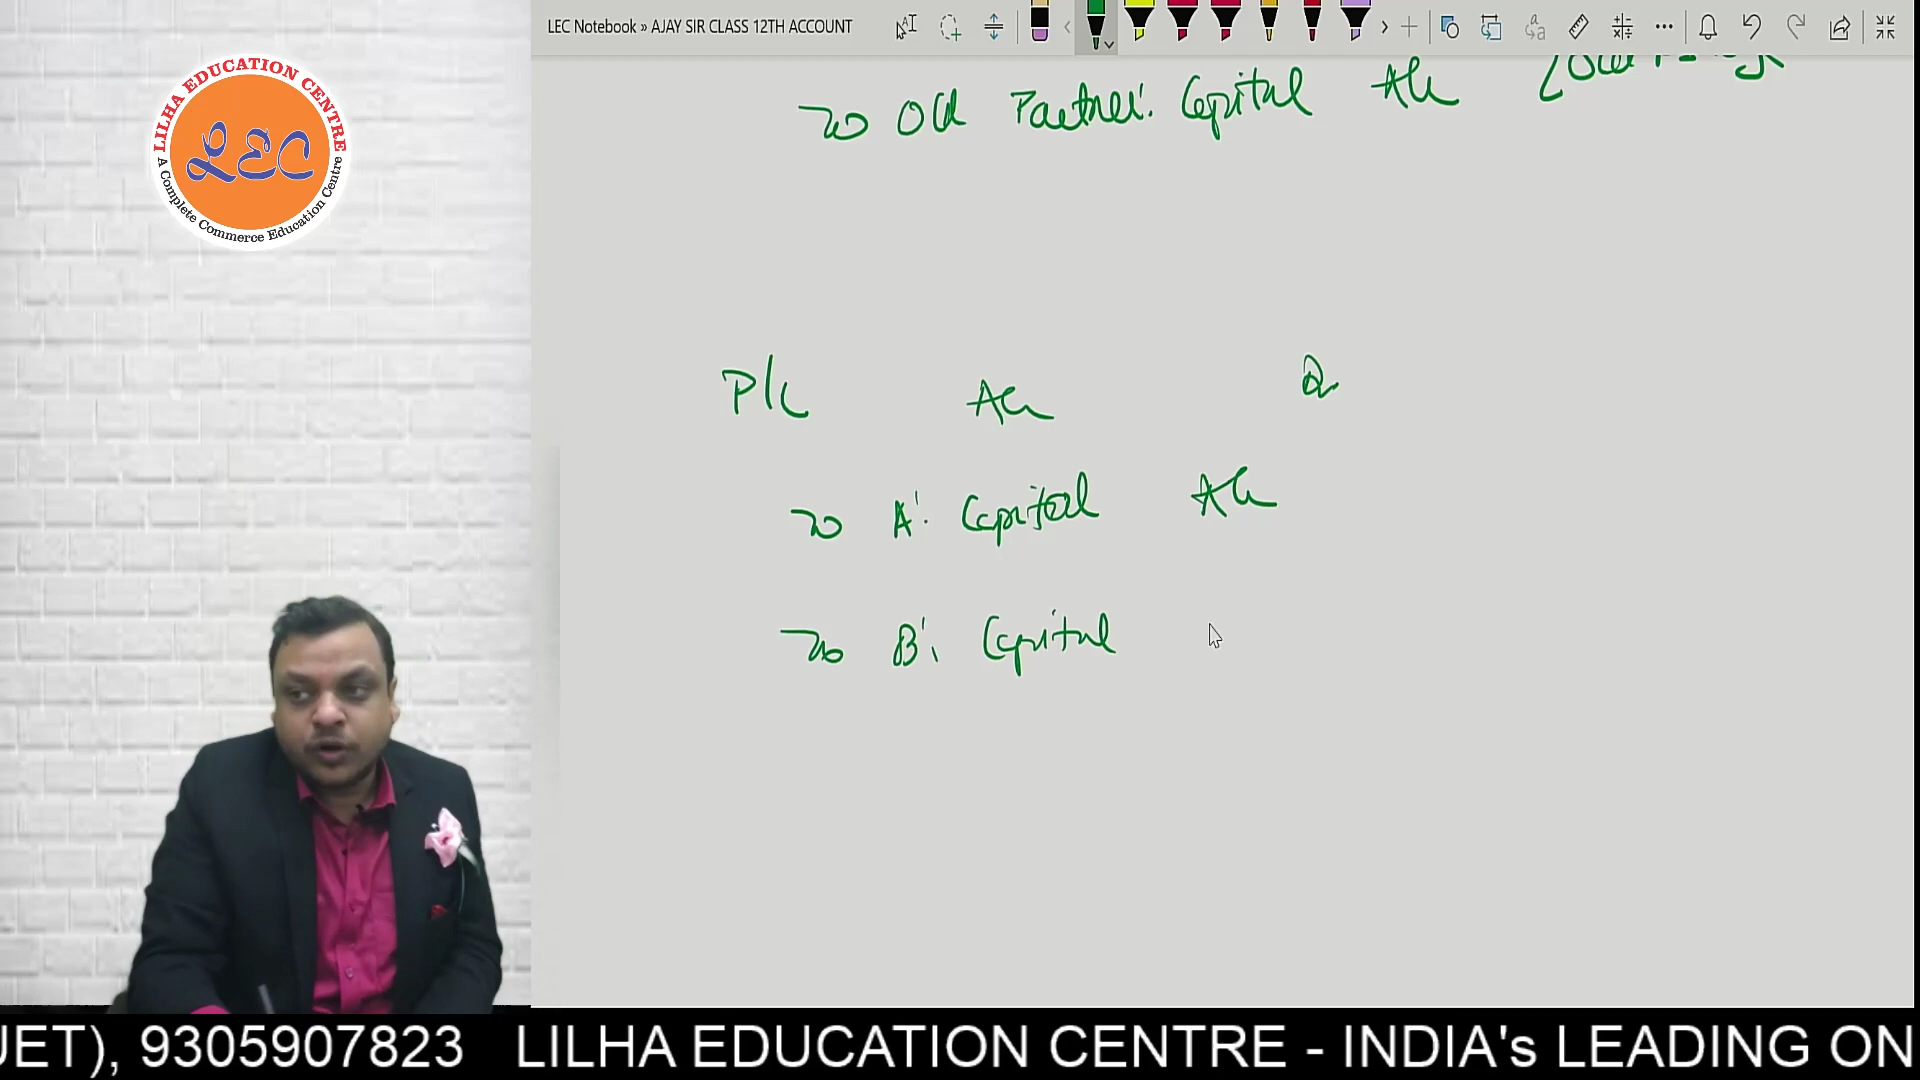 LEC Notebook » AJAY SIR CLASS 12TH ACCOUNT
LILHA EDUCATION CENTRE
LEC
A Complete Commerce Education Centre
To Old Partner's Capital A/c
P/L A/c Dr
To A's Capital A/c
To B's Capital
JET), 9305907823 LILHA EDUCATION CENTRE - INDIA's LEADING ON